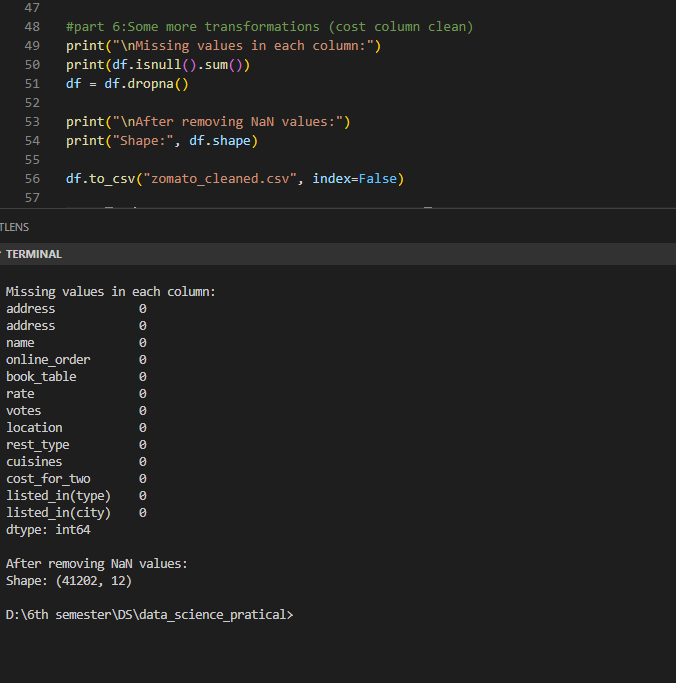 47
48 #part 6:Some more transformations (cost column clean)
49 print("\nMissing values in each column:")
50 print(df.isnull().sum())
51 df = df.dropna()
52
53 print("\nAfter removing NaN values:")
54 print("Shape:", df.shape)
55
56 df.to_csv("zomato_cleaned.csv", index=False)
57
TLENS
TERMINAL
Missing values in each column:
address 0
address 0
name 0
online_order 0
book_table 0
rate 0
votes 0
location 0
rest_type 0
cuisines 0
cost_for_two 0
listed_in(type) 0
listed_in(city) 0
dtype: int64
After removing NaN values:
Shape: (41202, 12)
D:\6th semester\DS\data_science_pratical>